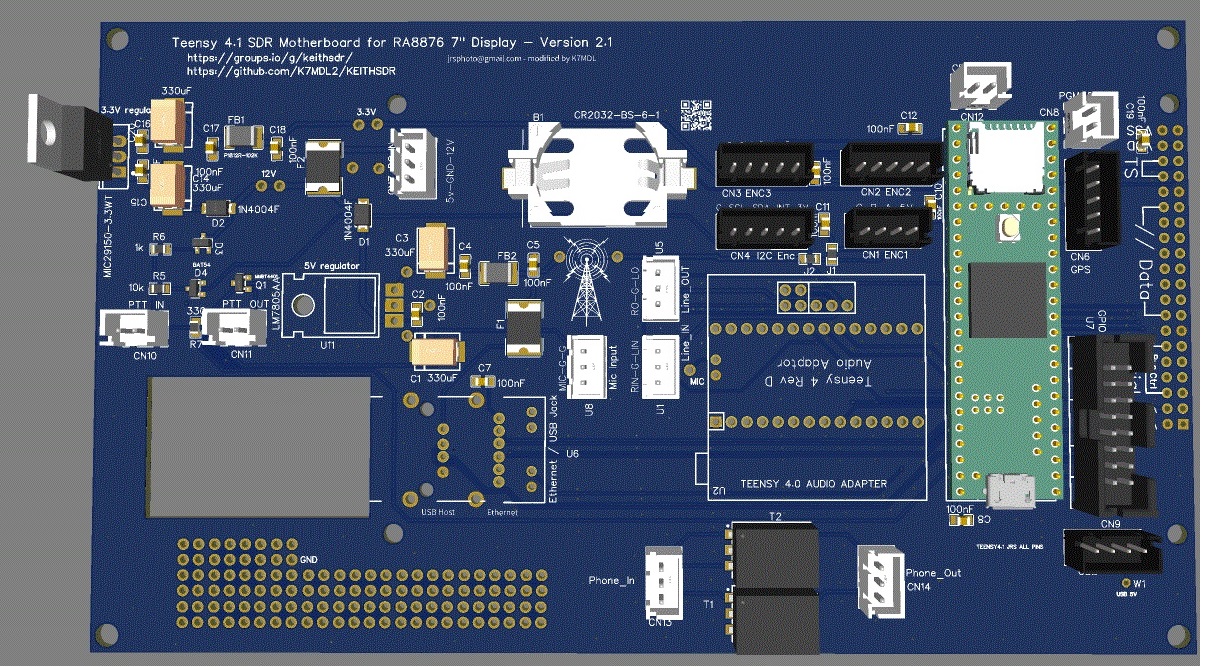 Teensy 4.1 SDR Motherboard for RA8876 7" Display - Version 2.1
https://groups.io/g/keithsdr/
jrsphoto@gmail.com - modified by K7MDL
https://github.com/K7MDL2/KEITHSDR
330uF
3.3V regula
C16
C17
FB1
C18
100nF
3.3V
F2
5v-GND-12V
B1
CR2032-BS-6-1
C12
100nF
CN12
CN8
C19
100nF
100nF
C14
330uF
C15
12V
D2
1N4004F
1N4004F
D1
MIC29150-3.3WT
R6
1k
D3
BAT54
D4
R5
10k
Q1
PTT IN
CN10
330
PTT OUT
CN11
5V regulator
LM7805
U11
C3
330uF
C4
100nF
FB2
C5
100nF
C2
100nF
F1
C1 330uF
C7
100nF
CN3 ENC3
100nF
CN2 ENC2
CN4 I2C Enc
C11
100nF
J2 J1
CN1 ENC1
CN6
GPS
// Data
U5
RO-G-LO
Line_OUT
MIC-G-G
Mic Input
U8
RIN-G-LIN
Line_IN
U1
MIC
Teensy 4 Rev D
Audio Adaptor
TEENSY 4.0 AUDIO ADAPTER
U2
GPIO
U7
CN9
Ethernet / USB Jack
U6
USB Host
Ethernet
GND
100nF
C8
TEENSY4.1 JRS ALL PINS
W1
USB 5V
T2
T1
Phone_In
CN13
Phone_Out
CN14